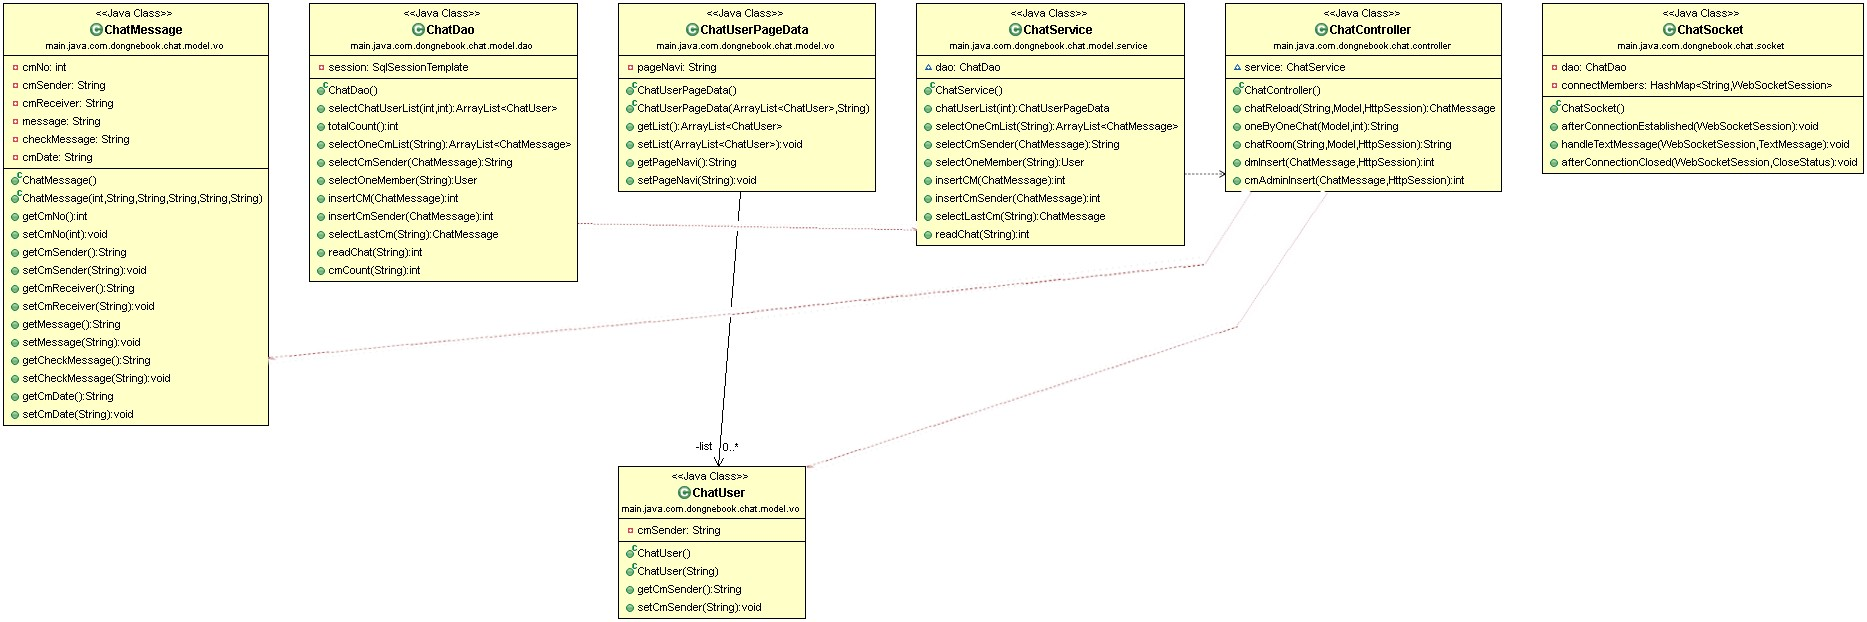 <<Java Class>>
ChatMessage
main.java.com.dongnebook.chat.model.vo
cmNo: int
cmSender: String
cmReceiver: String
message: String
checkMessage: String
cmDate: String
ChatMessage()
ChatMessage(int,String,String,String,String,String)
getCmNo():int
setCmNo(int):void
getCmSender():String
setCmSender(String):void
getCmReceiver():String
setCmReceiver(String):void
getMessage():String
setMessage(String):void
getCheckMessage():String
setCheckMessage(String):void
getCmDate():String
setCmDate(String):void
<<Java Class>>
ChatDao
main.java.com.dongnebook.chat.model.dao
session: SqlSessionTemplate
ChatDao()
selectChatUserList(int,int):ArrayList<ChatUser>
totalCount():int
selectOneCmList(String):ArrayList<ChatMessage>
selectCmSender(ChatMessage):String
selectOneMember(String):User
insertCM(ChatMessage):int
insertCmSender(ChatMessage):int
selectLastCm(String):ChatMessage
readChat(String):int
cmCount(String):int
<<Java Class>>
ChatUserPageData
main.java.com.dongnebook.chat.model.vo
pageNavi: String
ChatUserPageData()
ChatUserPageData(ArrayList<ChatUser>,String)
getList():ArrayList<ChatUser>
setList(ArrayList<ChatUser>):void
getPageNavi():String
setPageNavi(String):void
<<Java Class>>
ChatService
main.java.com.dongnebook.chat.model.service
dao: ChatDao
ChatService()
chatUserList(int):ChatUserPageData
selectOneCmList(String):ArrayList<ChatMessage>
selectCmSender(ChatMessage):String
selectOneMember(String):User
insertCM(ChatMessage):int
insertCmSender(ChatMessage):int
selectLastCm(String):ChatMessage
readChat(String):int
<<Java Class>>
ChatController
main.java.com.dongnebook.chat.controller
service: ChatService
ChatController()
chatReload(String,Model,HttpSession):ChatMessage
oneByOneChat(Model,int):String
chatRoom(String,Model,HttpSession):String
dmInsert(ChatMessage,HttpSession):int
cmAdminInsert(ChatMessage,HttpSession):int
<<Java Class>>
ChatSocket
main.java.com.dongnebook.chat.socket
dao: ChatDao
connectMembers: HashMap<String,WebSocketSession>
ChatSocket()
afterConnectionEstablished(WebSocketSession):void
handleTextMessage(WebSocketSession,TextMessage):void
afterConnectionClosed(WebSocketSession,CloseStatus):void
-list 0..*
<<Java Class>>
ChatUser
main.java.com.dongnebook.chat.model.vo
cmSender: String
ChatUser()
ChatUser(String)
getCmSender():String
setCmSender(String):void